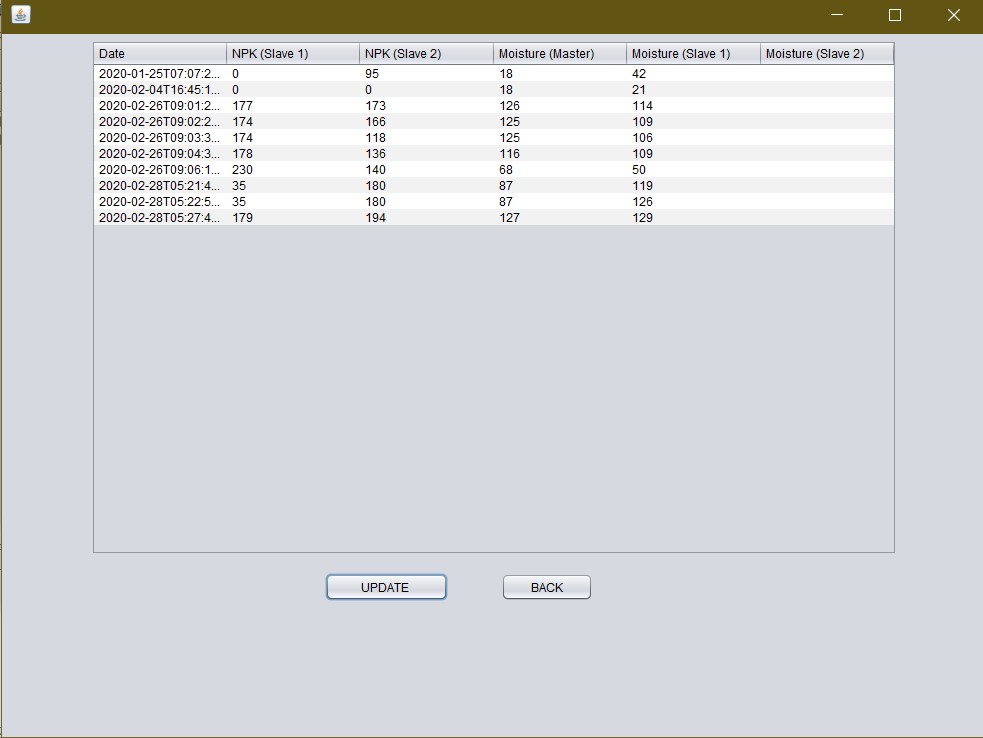 Date NPK (Slave 1) NPK (Slave 2) Moisture (Master) Moisture (Slave 1) Moisture (Slave 2)
2020-01-25T07:07:2... 0 95 18 42
2020-02-04T16:45:1... 0 0 18 21
2020-02-26T09:01:2... 177 173 126 114
2020-02-26T09:02:2... 174 166 125 109
2020-02-26T09:03:3... 174 118 125 106
2020-02-26T09:04:3... 178 136 116 109
2020-02-26T09:06:1... 230 140 68 50
2020-02-28T05:21:4... 35 180 87 119
2020-02-28T05:22:5... 35 180 87 126
2020-02-28T05:27:4... 179 194 127 129
UPDATE BACK